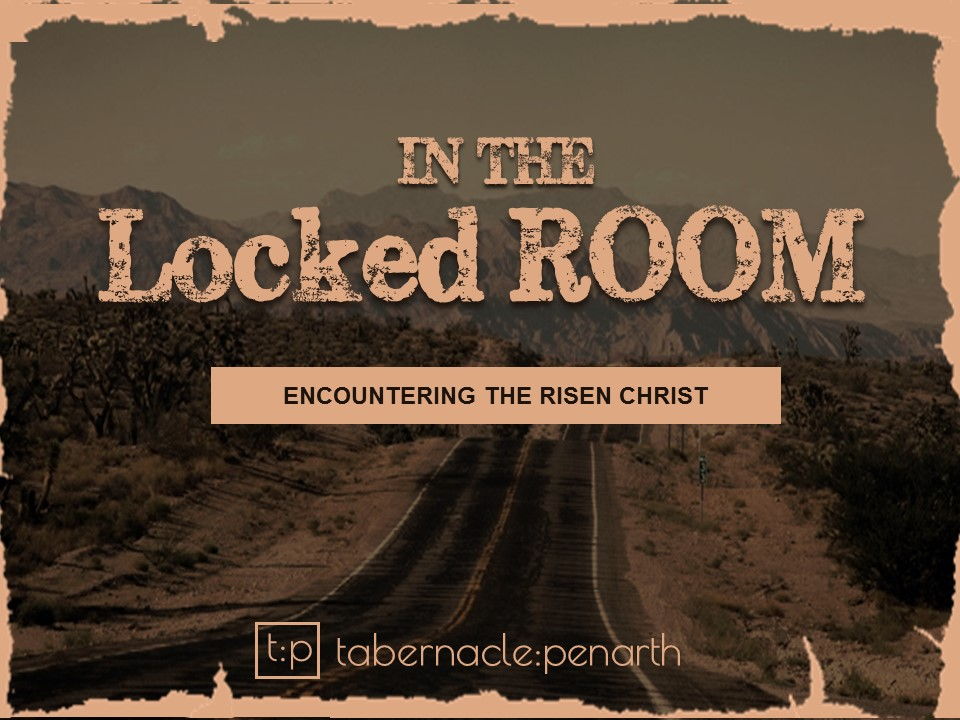 IN THE
Locked ROOM
ENCOUNTERING THE RISEN CHRIST
t:p tabernacle:penarth